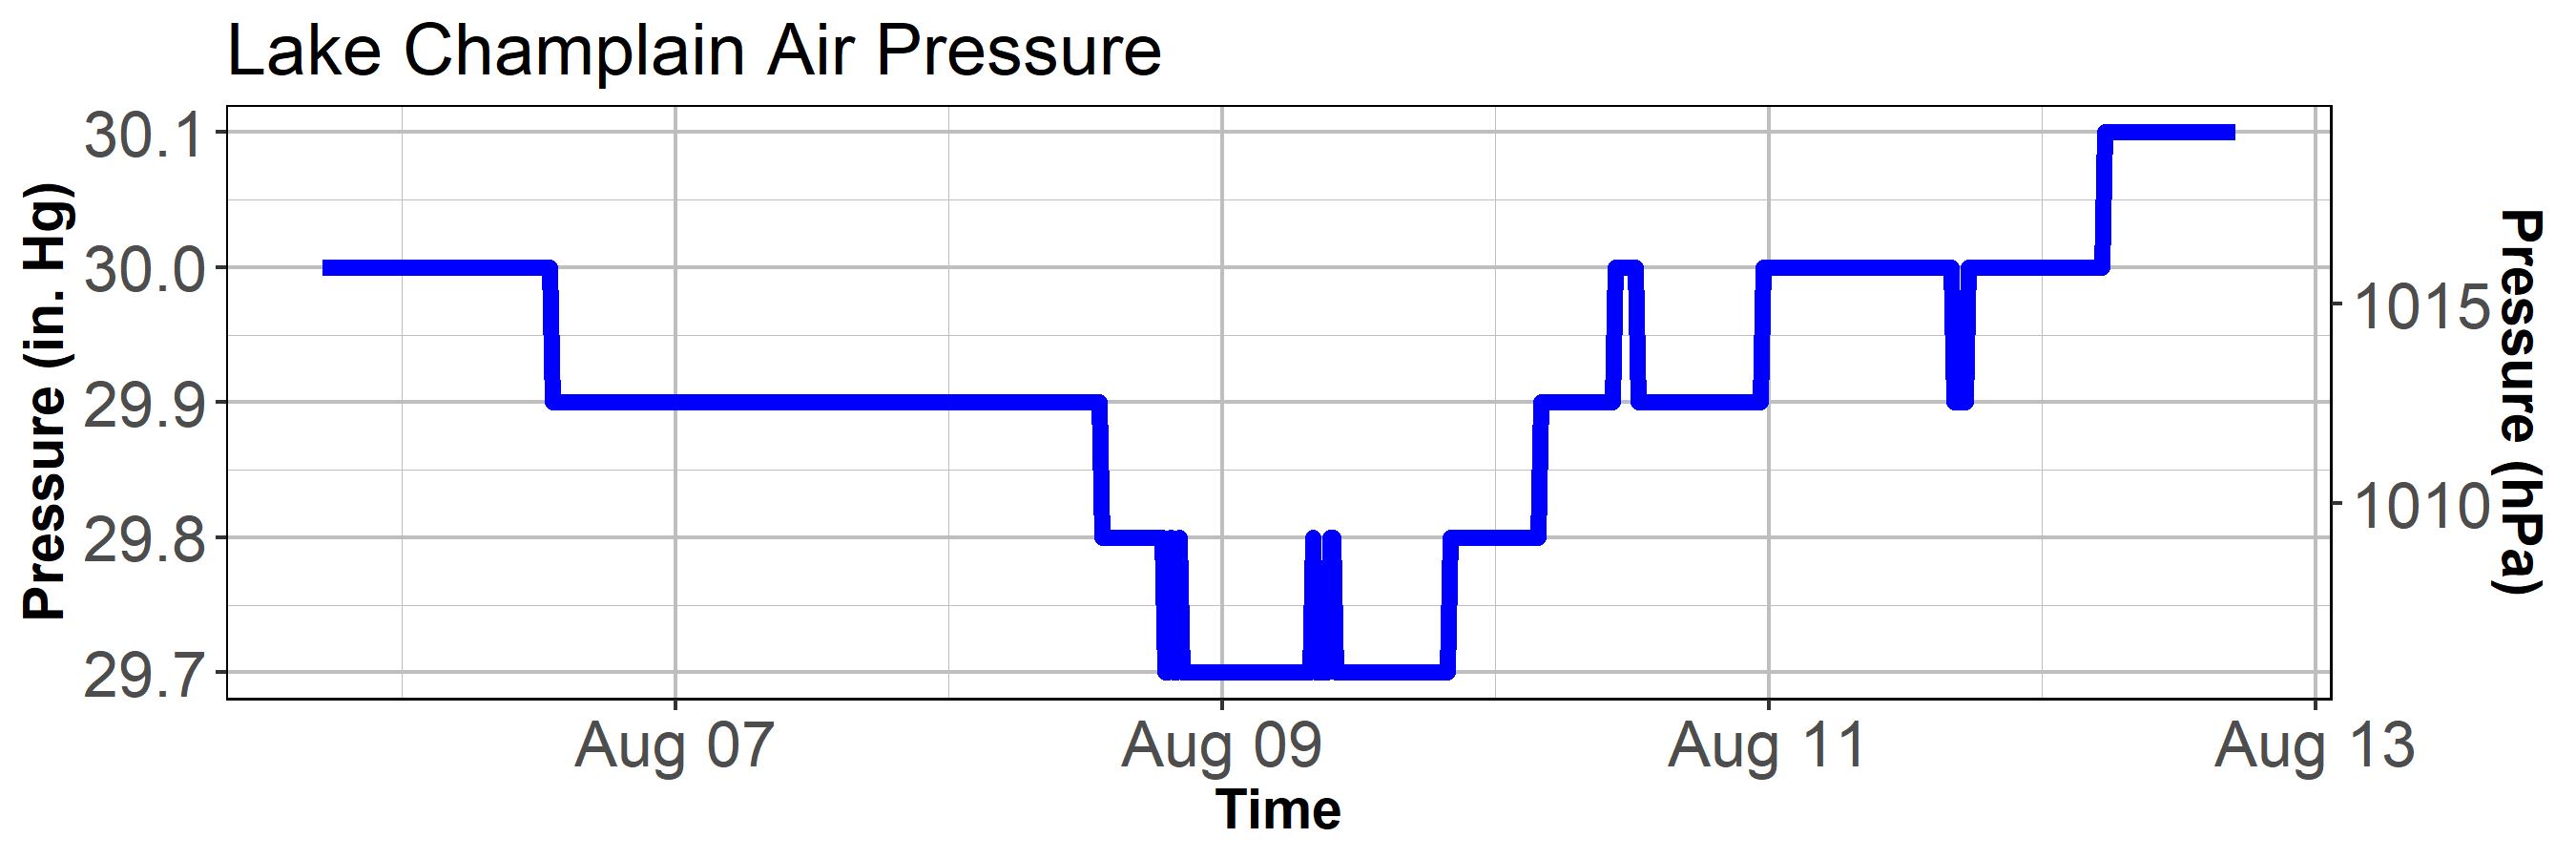 Lake Champlain Air Pressure
Pressure (in. Hg)
30.1
30.0
29.9
29.8
29.7
1015
1010
Pressure (hPa)
Aug 07 Aug 09 Aug 11 Aug 13
Time